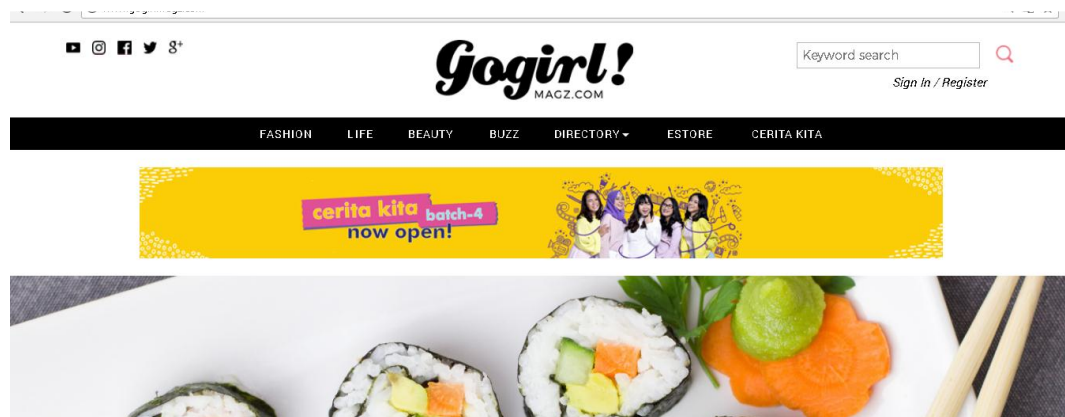 Gogirl!
MAGZ.COM
Keyword search
Sign In / Register
FASHION LIFE BEAUTY BUZZ DIRECTORY ESTORE CERITA KITA
cerita kita batch-4
now open!